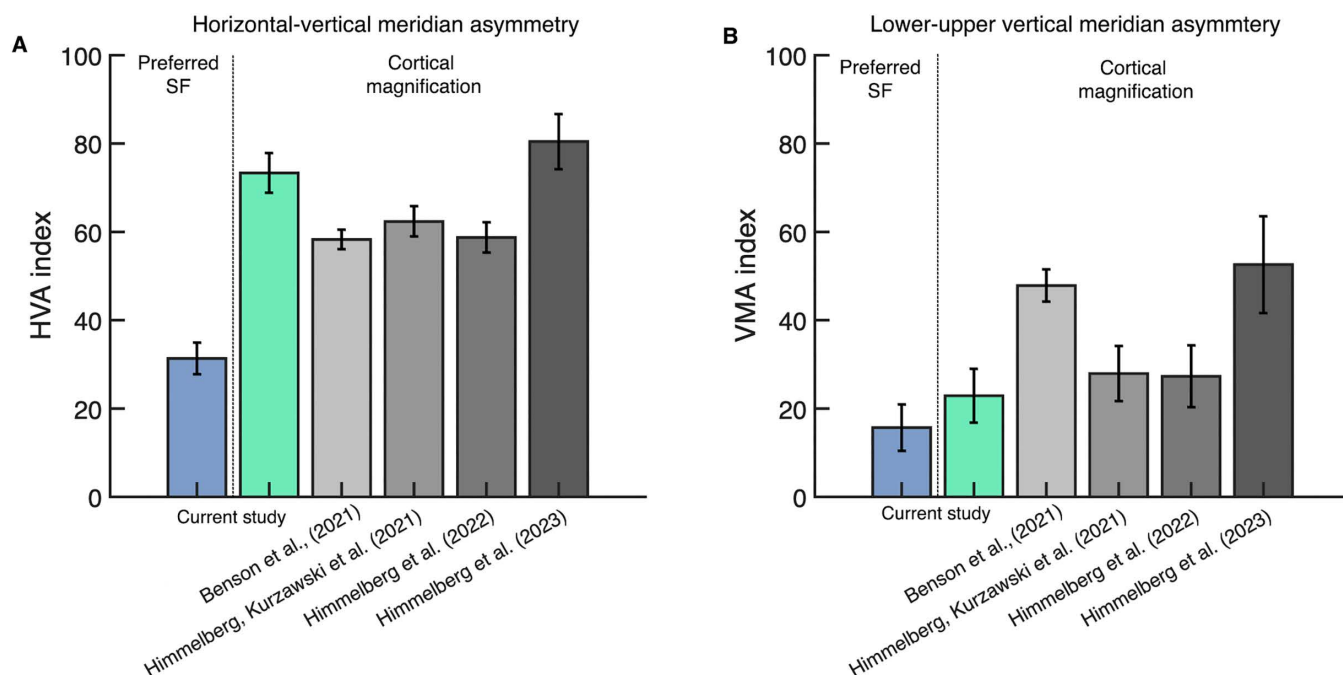 A
Horizontal-vertical meridian asymmetry
Preferred
SF
Cortical
magnification
HVA index
100
80
60
40
20
0
Current study
Benson et al., (2021)
Himmelberg, Kurzawski et al. (2021)
Himmelberg et al. (2022)
Himmelberg et al. (2023)
B
Lower-upper vertical meridian asymmtery
Preferred
SF
Cortical
magnification
VMA index
100
80
60
40
20
0
Current study
Benson et al., (2021)
Himmelberg, Kurzawski et al. (2021)
Himmelberg et al. (2022)
Himmelberg et al. (2023)